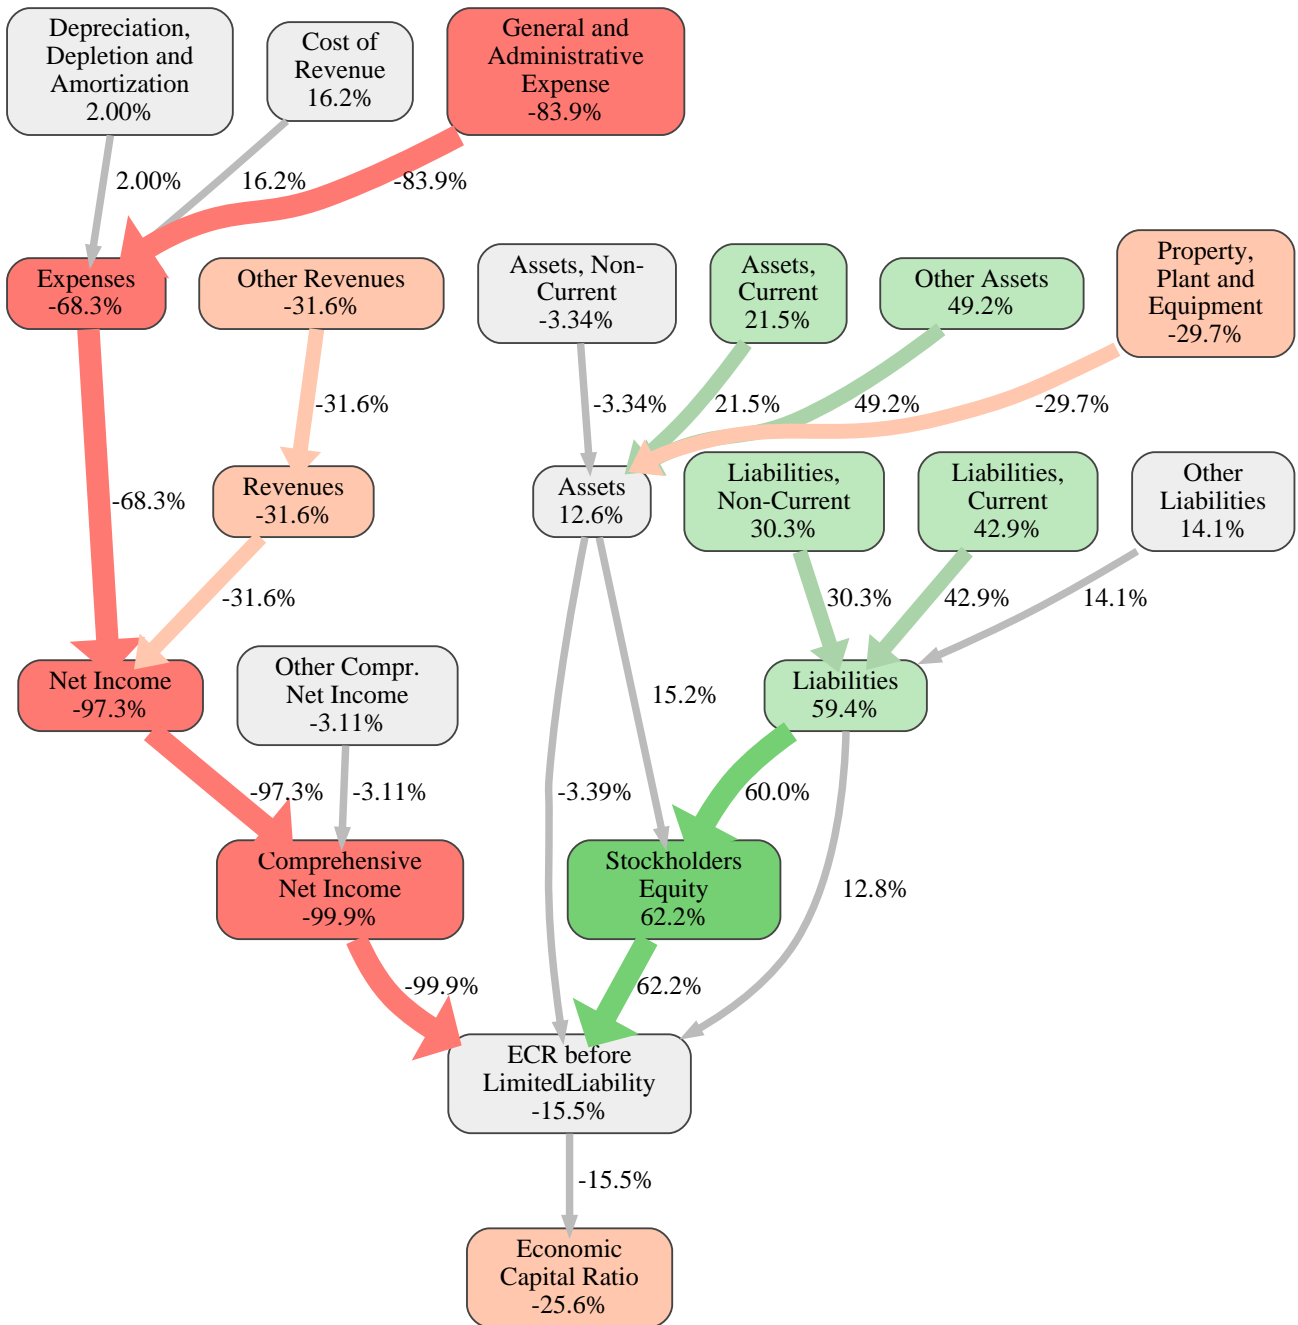 Depreciation,
Depletion and
Amortization
2.00%
Cost of
Revenue
16.2%
General and
Administrative
Expense
-83.9%
2.00%
16.2%
-83.9%
Expenses
-68.3%
Other Revenues
-31.6%
Assets, Non-
Current
-3.34%
Assets,
Current
21.5%
Other Assets
49.2%
Property,
Plant and
Equipment
-29.7%
-31.6%
-3.34%
21.5%
49.2%
-29.7%
-68.3%
Revenues
-31.6%
Assets
12.6%
Liabilities,
Non-Current
30.3%
Liabilities,
Current
42.9%
Other
Liabilities
14.1%
-31.6%
30.3%
42.9%
14.1%
Net Income
-97.3%
Other Compr.
Net Income
-3.11%
15.2%
Liabilities
59.4%
-97.3%
-3.11%
-3.39%
60.0%
Comprehensive
Net Income
-99.9%
Stockholders
Equity
62.2%
12.8%
-99.9%
62.2%
ECR before
LimitedLiability
-15.5%
-15.5%
Economic
Capital Ratio
-25.6%